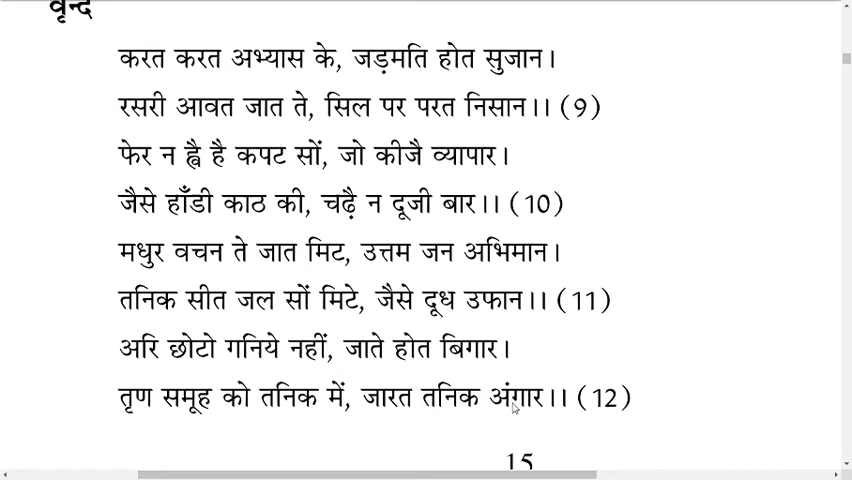 वृन्द
करत करत अभ्यास के, जड़मति होत सुजान।
रसरी आवत जात ते, सिल पर परत निसान।। (9)
फेर न ह्वै है कपट सों, जो कीजै व्यापार।
जैसे हाँडी काठ की, चढ़ै न दूजी बार।। (10)
मधुर वचन ते जात मिट, उत्तम जन अभिमान।
तनिक सीत जल सों मिटे, जैसे दूध उफान।। (11)
अरि छोटो गनिये नहीं, जाते होत बिगार।
तृण समूह को तनिक में, जारत तनिक अंगार।। (12)
15